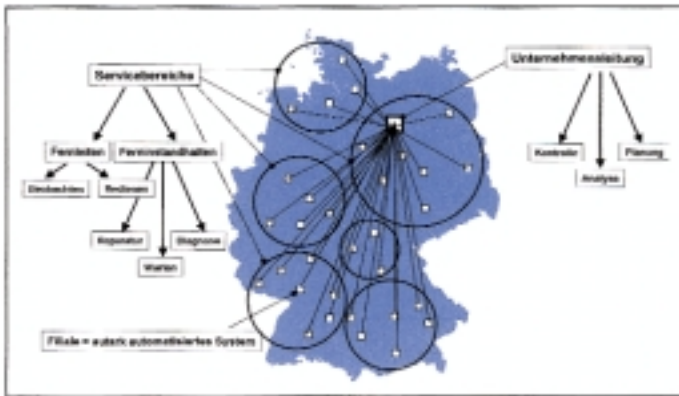 Servicebereiche
Unternehmensleitung
Fernleiten
Ferninstandhalten
Kontrolle
Planung
Analyse
Beobachten
Bedienen
Reparatur
Diagnose
Warten
Filiale = autark automatisiertes System